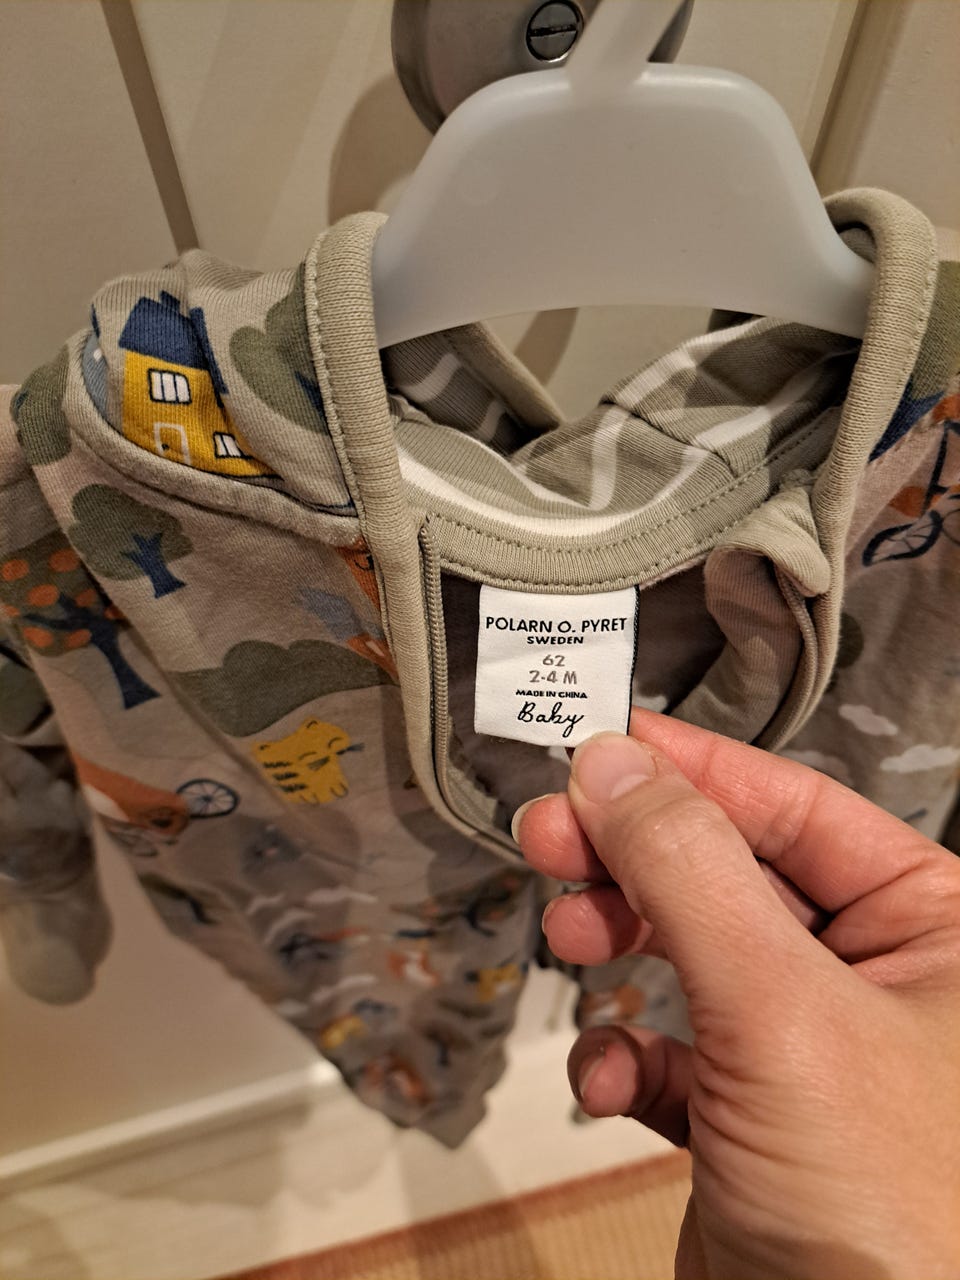 POLARN O. PYRET
SWEDEN
62
2-4 M
MADE IN CHINA
Baby